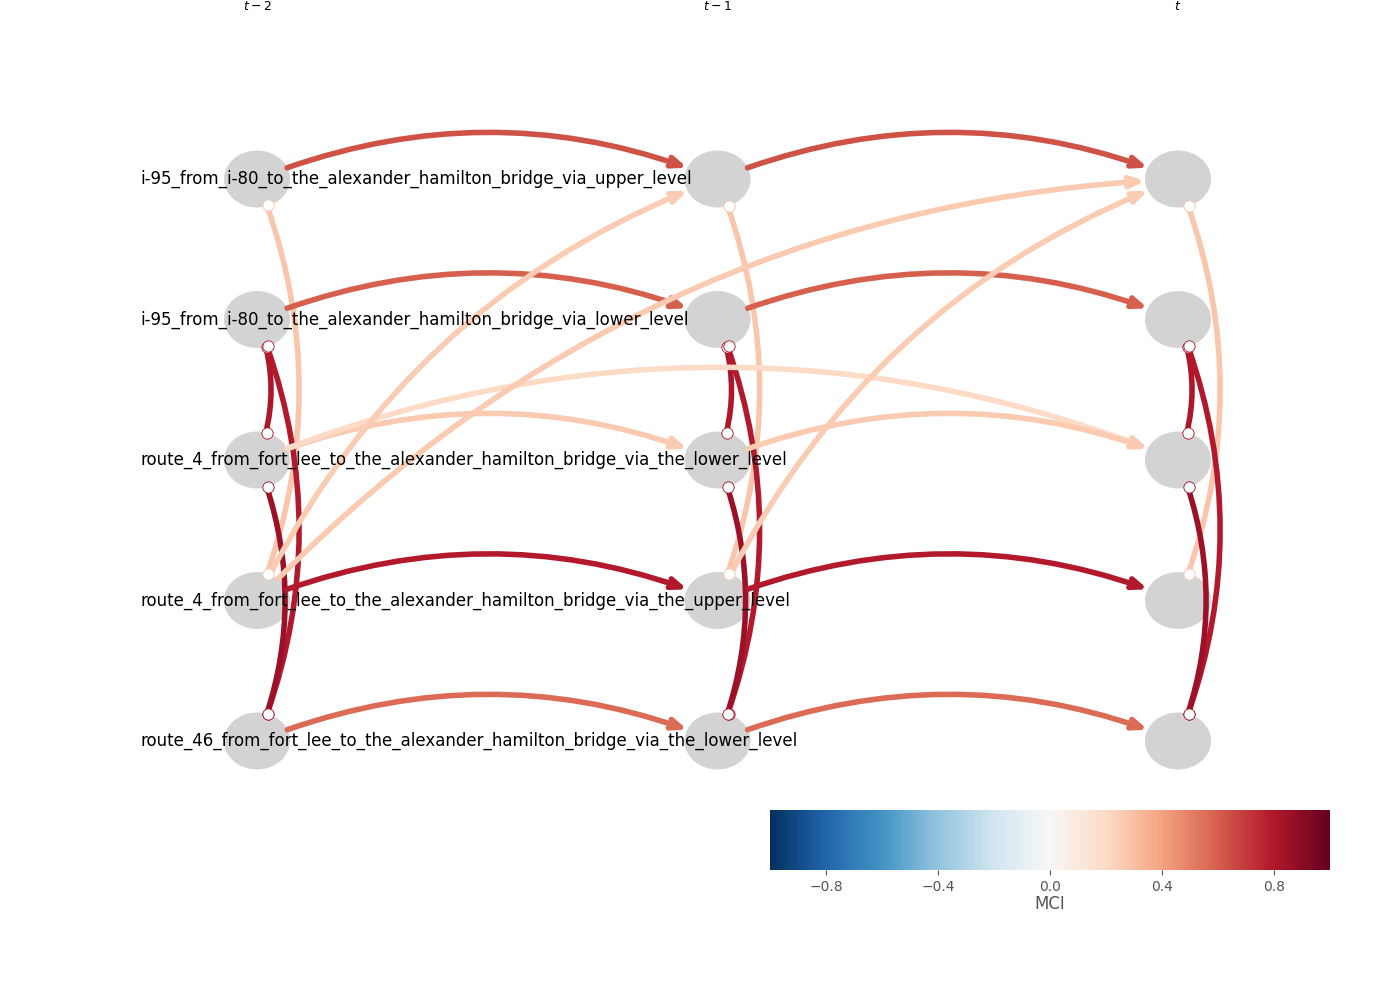 t − 2 t − 1 t
i-95_from_i-80_to_the_alexander_hamilton_bridge_via_upper_level
i-95_from_i-80_to_the_alexander_hamilton_bridge_via_lower_level
route_4_from_fort_lee_to_the_alexander_hamilton_bridge_via_the_lower_level
route_4_from_fort_lee_to_the_alexander_hamilton_bridge_via_the_upper_level
route_46_from_fort_lee_to_the_alexander_hamilton_bridge_via_the_lower_level
−0.8 −0.4 0.0 0.4 0.8
MCI